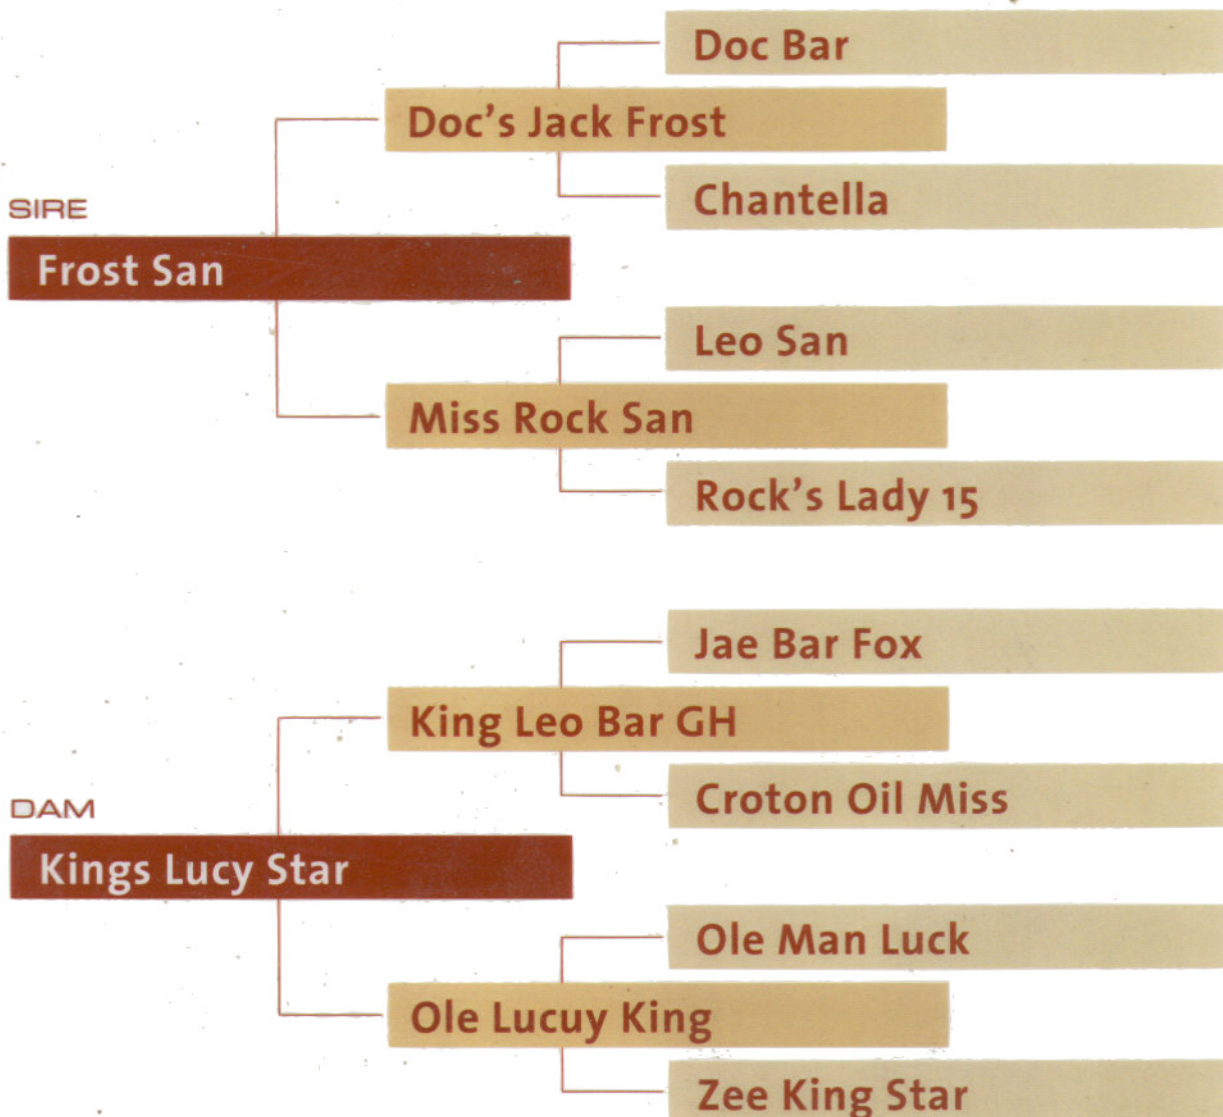 Doc Bar
Doc's Jack Frost
Chantella
SIRE
Frost San
Leo San
Miss Rock San
Rock's Lady 15
Jae Bar Fox
King Leo Bar GH
Croton Oil Miss
DAM
Kings Lucy Star
Ole Man Luck
Ole Lucuy King
Zee King Star